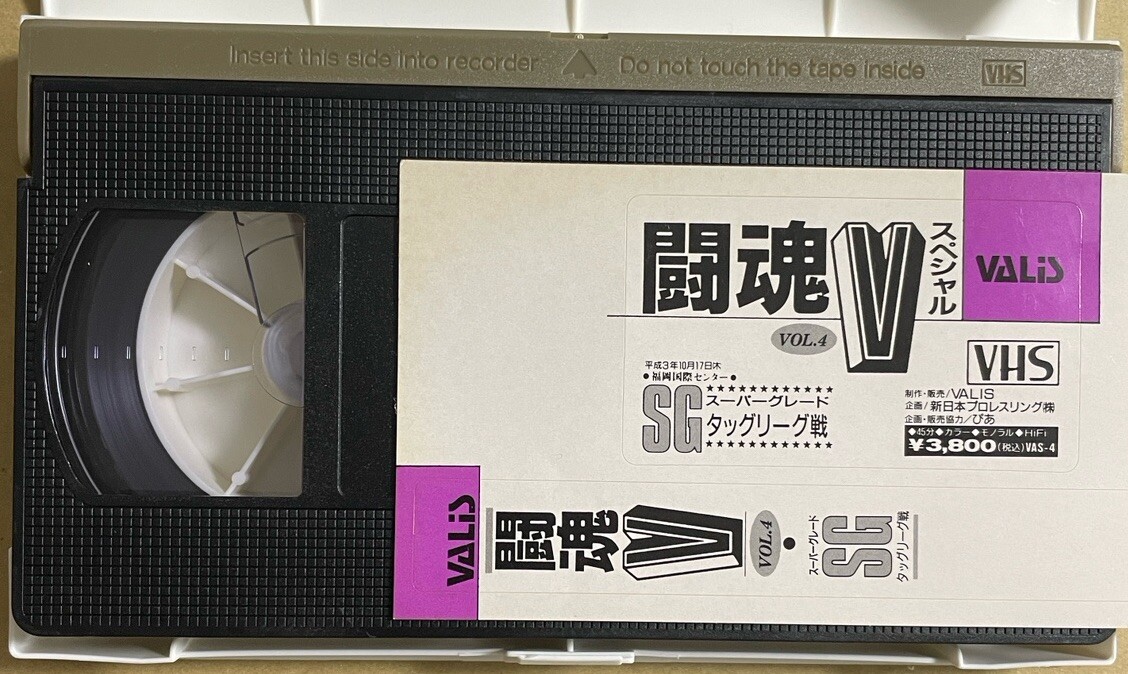 Insert this side into recorder Do not touch the tape inside VHS
闘魂Vスペシャル
VALiS
VOL.4
VHS
平成3年10月17日木
●福岡国際センター●
★★★★★★★★★★★★★★★★
SGスーパーグレード
タッグリーグ戦
★★★★★★★★★★★★★★★★
制作・販売/VALIS
企画/新日本プロレスリング㈱
企画・販売協力/ぴあ
◆45分◆カラー◆モノラル◆HiFi
¥3,800(税込)VAS-4
VALiS
闘魂V
VOL.4
●
スーパーグレード
SG
タッグリーグ戦